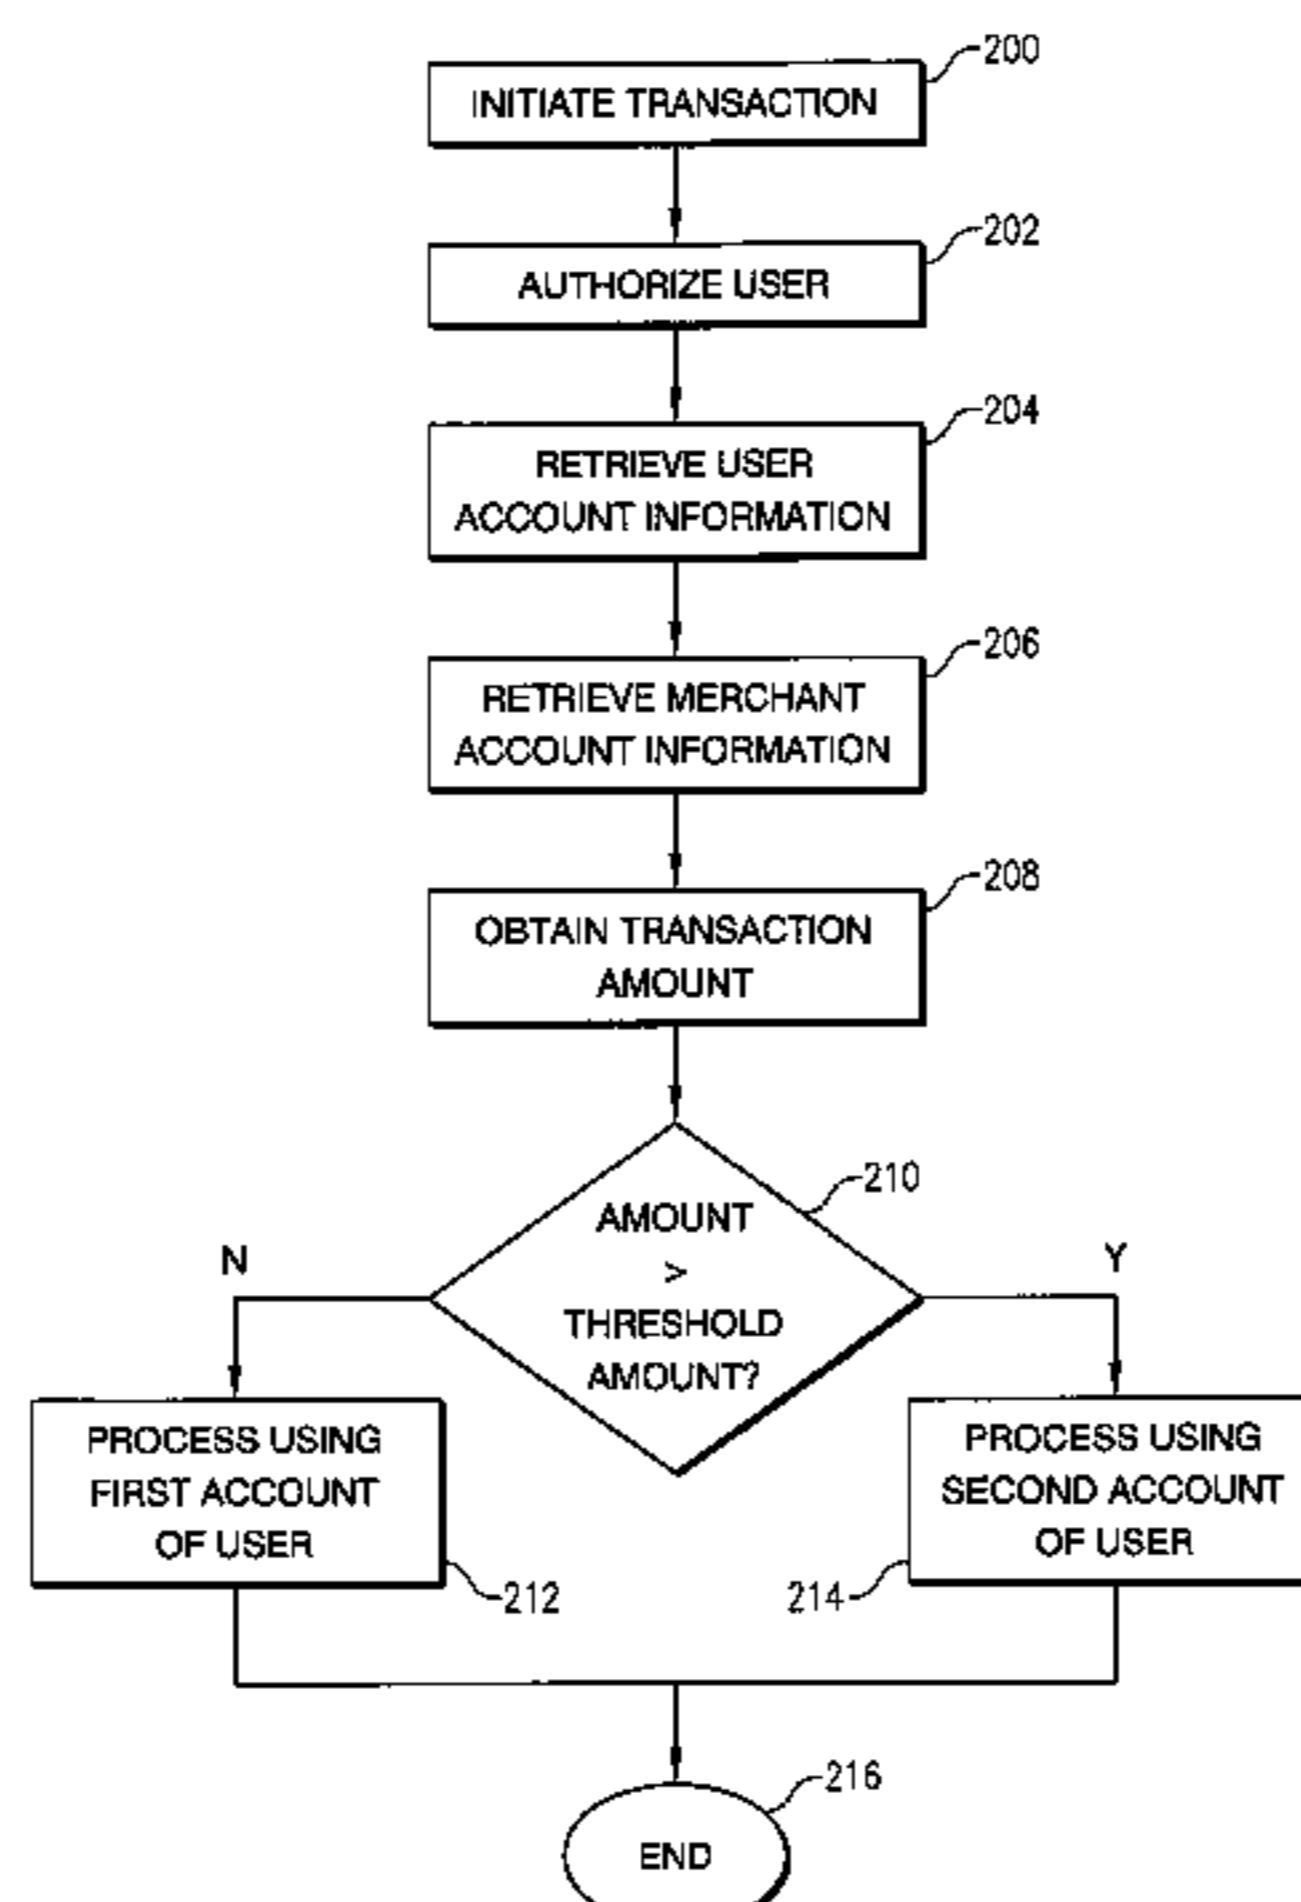 200
INITIATE TRANSACTION
202
AUTHORIZE USER
204
RETRIEVE USER
ACCOUNT INFORMATION
206
RETRIEVE MERCHANT
ACCOUNT INFORMATION
208
OBTAIN TRANSACTION
AMOUNT
210
AMOUNT
>
THRESHOLD
AMOUNT?
N
Y
PROCESS USING
FIRST ACCOUNT
OF USER
212
PROCESS USING
SECOND ACCOUNT
OF USER
214
216
END